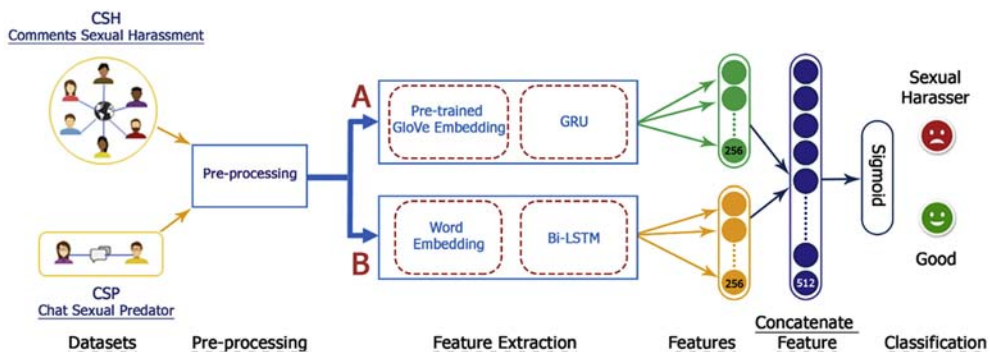 CSH
Comments Sexual Harassment
Pre-processing
CSP
Chat Sexual Predator
A
Pre-trained
GloVe Embedding
GRU
B
Word
Embedding
Bi-LSTM
256
256
512
Sigmoid
Sexual
Harasser
Good
Datasets
Pre-processing
Feature Extraction
Features
Concatenate
Feature
Classification